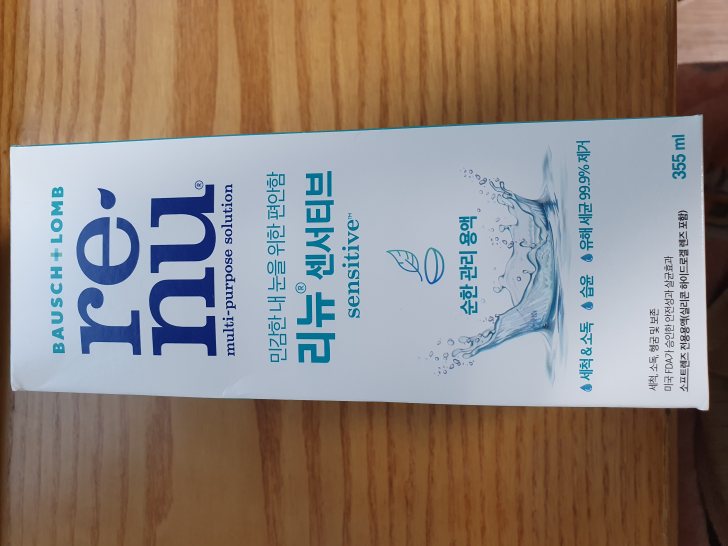 BAUSCH + LOMB
re
nu®
multi-purpose solution
민감한 내 눈을 위한 편안함
리뉴® 센서티브
sensitive™
순한 관리 용액
세척 & 소독 습윤 유해 세균 99.9% 제거
세척, 소독, 헹굼 및 보존
미국 FDA가 승인한 안전성과 살균효과
소프트렌즈 전용용액(실리콘 하이드로겔 렌즈 포함)
355 ml